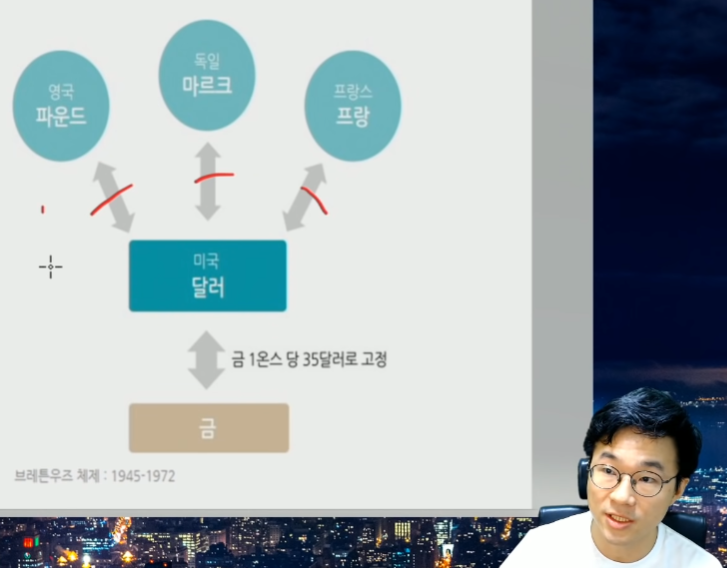 독일
마르크
영국
파운드
프랑스
프랑
미국
달러
금 1온스 당 35달러로 고정
금
브레튼우즈 체제 : 1945-1972